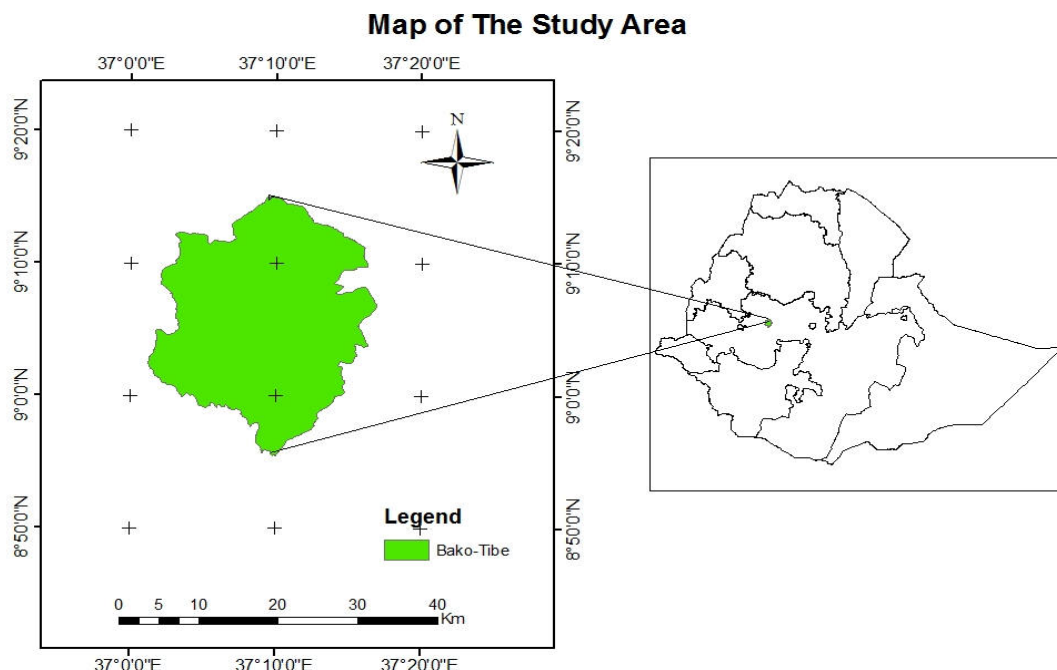 Map of The Study Area
37°0'0"E 37°10'0"E 37°20'0"E
N
9°20'0"N 9°20'0"N
9°10'0"N 9°10'0"N
9°0'0"N 9°0'0"N
8°50'0"N 8°50'0"N
Legend
Bako-Tibe
0 5 10 20 30 40
Km
37°0'0"E 37°10'0"E 37°20'0"E